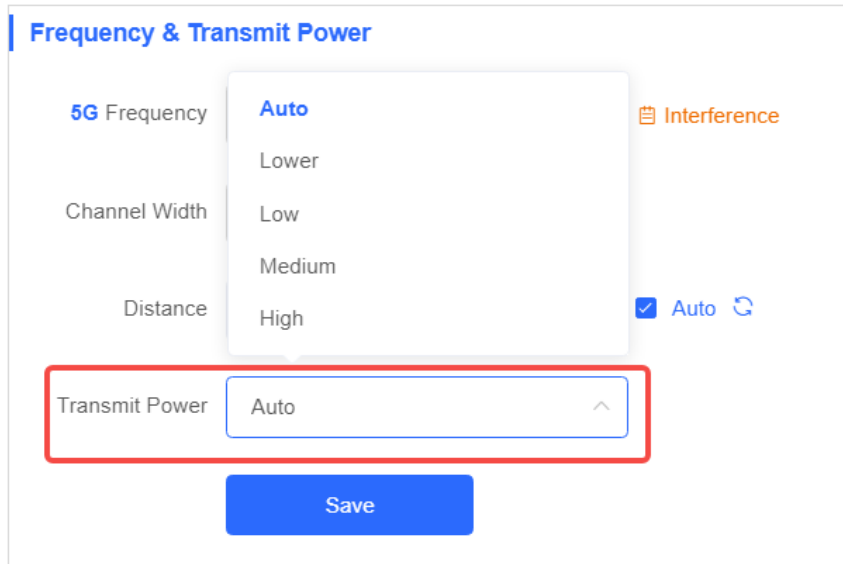 Frequency & Transmit Power
5G Frequency
Auto
Interference
Lower
Channel Width
Low
Medium
Distance
High
Auto
Transmit Power
Auto
Save